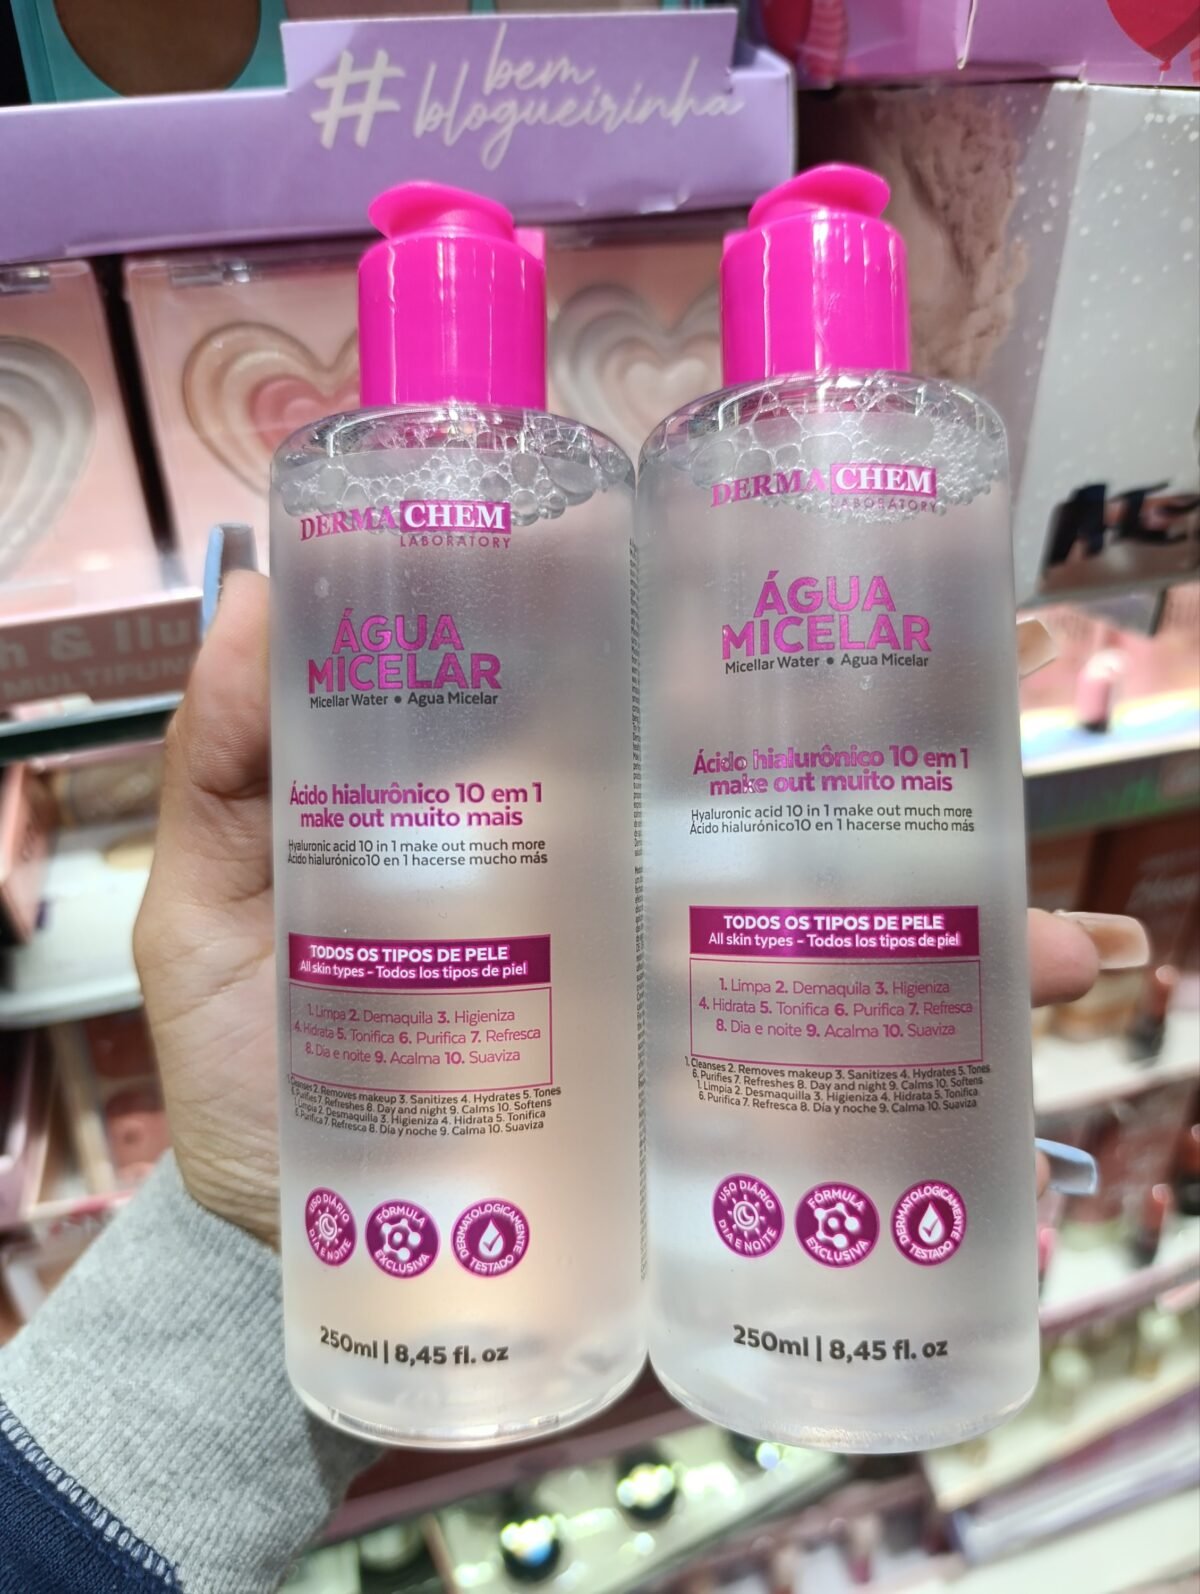 # bem
blogueirinha
DERMACHEM
LABORATORY
ÁGUA
MICELAR
Micellar Water • Agua Micelar
Ácido hialurônico 10 em 1
make out muito mais
Hyaluronic acid 10 in 1 make out much more
Ácido hialurónico10 en 1 hacerse mucho más
TODOS OS TIPOS DE PELE
All skin types - Todos los tipos de piel
1. Limpa 2. Demaquila 3. Higieniza
4. Hidrata 5. Tonifica 6. Purifica 7. Refresca
8. Dia e noite 9. Acalma 10. Suaviza
1. Cleanses 2. Removes makeup 3. Sanitizes 4. Hydrates 5. Tones
6. Purifies 7. Refreshes 8. Day and night 9. Calms 10. Softens
1. Limpia 2. Desmaquilla 3. Higieniza 4. Hidrata 5. Tonifica
6. Purifica 7. Refresca 8. Día y noche 9. Calma 10. Suaviza
USO DIÁRIO
DIA E NOITE
FÓRMULA
EXCLUSIVA
DERMATOLOGICAMENTE
TESTADO
250ml | 8,45 fl. oz
DERMACHEM
LABORATORY
ÁGUA
MICELAR
Micellar Water • Agua Micelar
Ácido hialurônico 10 em 1
make out muito mais
Hyaluronic acid 10 in 1 make out much more
Ácido hialurónico10 en 1 hacerse mucho más
TODOS OS TIPOS DE PELE
All skin types - Todos los tipos de piel
1. Limpa 2. Demaquila 3. Higieniza
4. Hidrata 5. Tonifica 6. Purifica 7. Refresca
8. Dia e noite 9. Acalma 10. Suaviza
1. Cleanses 2. Removes makeup 3. Sanitizes 4. Hydrates 5. Tones
6. Purifies 7. Refreshes 8. Day and night 9. Calms 10. Softens
1. Limpia 2. Desmaquilla 3. Higieniza 4. Hidrata 5. Tonifica
6. Purifica 7. Refresca 8. Día y noche 9. Calma 10. Suaviza
USO DIÁRIO
DIA E NOITE
FÓRMULA
EXCLUSIVA
DERMATOLOGICAMENTE
TESTADO
250ml | 8,45 fl. oz